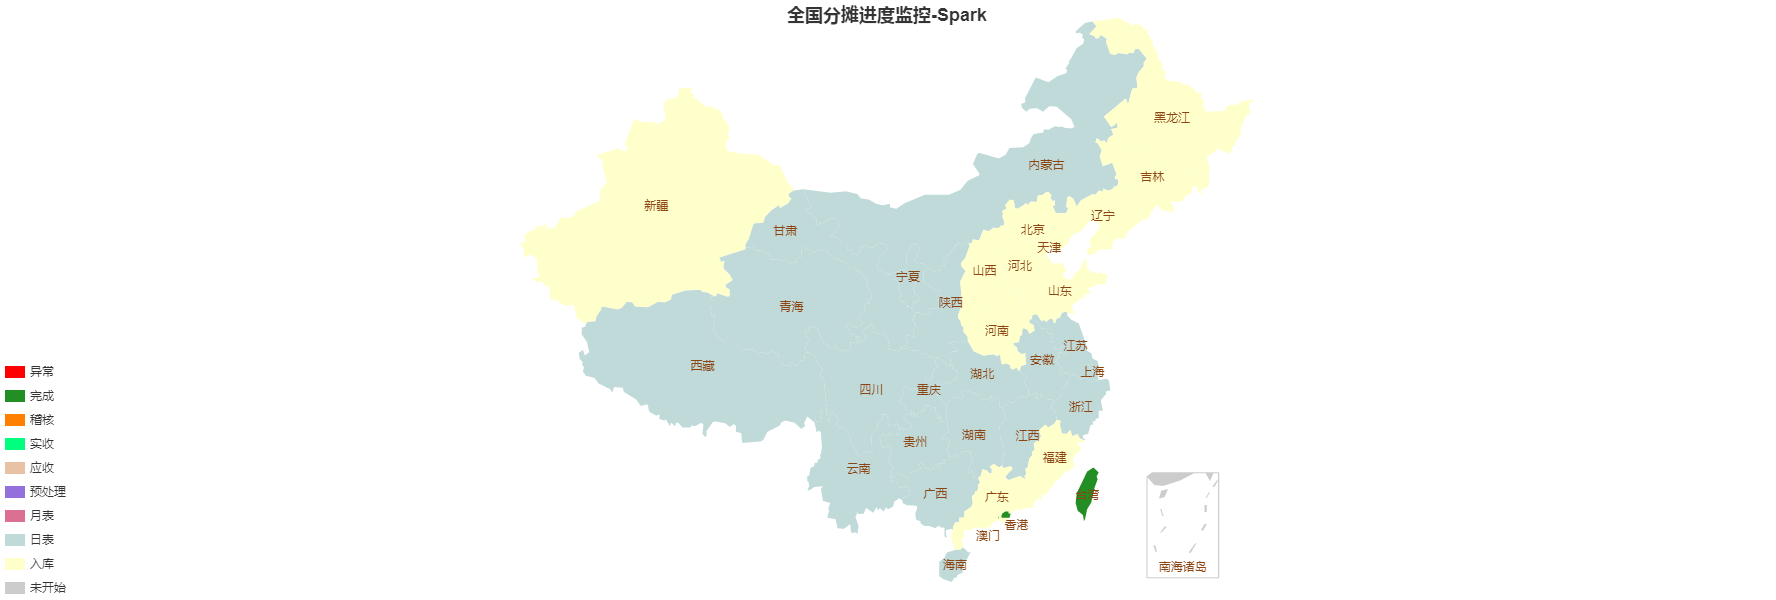 全国分摊进度监控-Spark
黑龙江
内蒙古
吉林
新疆
辽宁
甘肃
北京
天津
河北
山西
宁夏
山东
陕西
青海
河南
江苏
安徽
西藏
上海
湖北
四川
重庆
浙江
湖南
江西
贵州
福建
云南
广西
广东
台湾
香港
澳门
海南
南海诸岛
异常
完成
稽核
实收
应收
预处理
月表
日表
入库
未开始